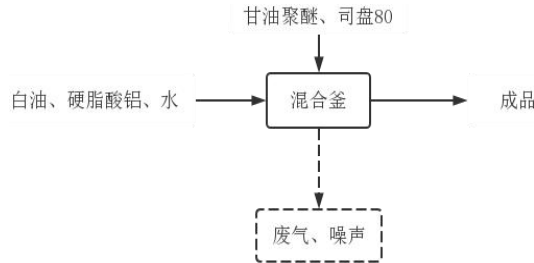 甘油聚醚、司盘80
白油、硬脂酸铝、水
混合釜
成品
废气、噪声